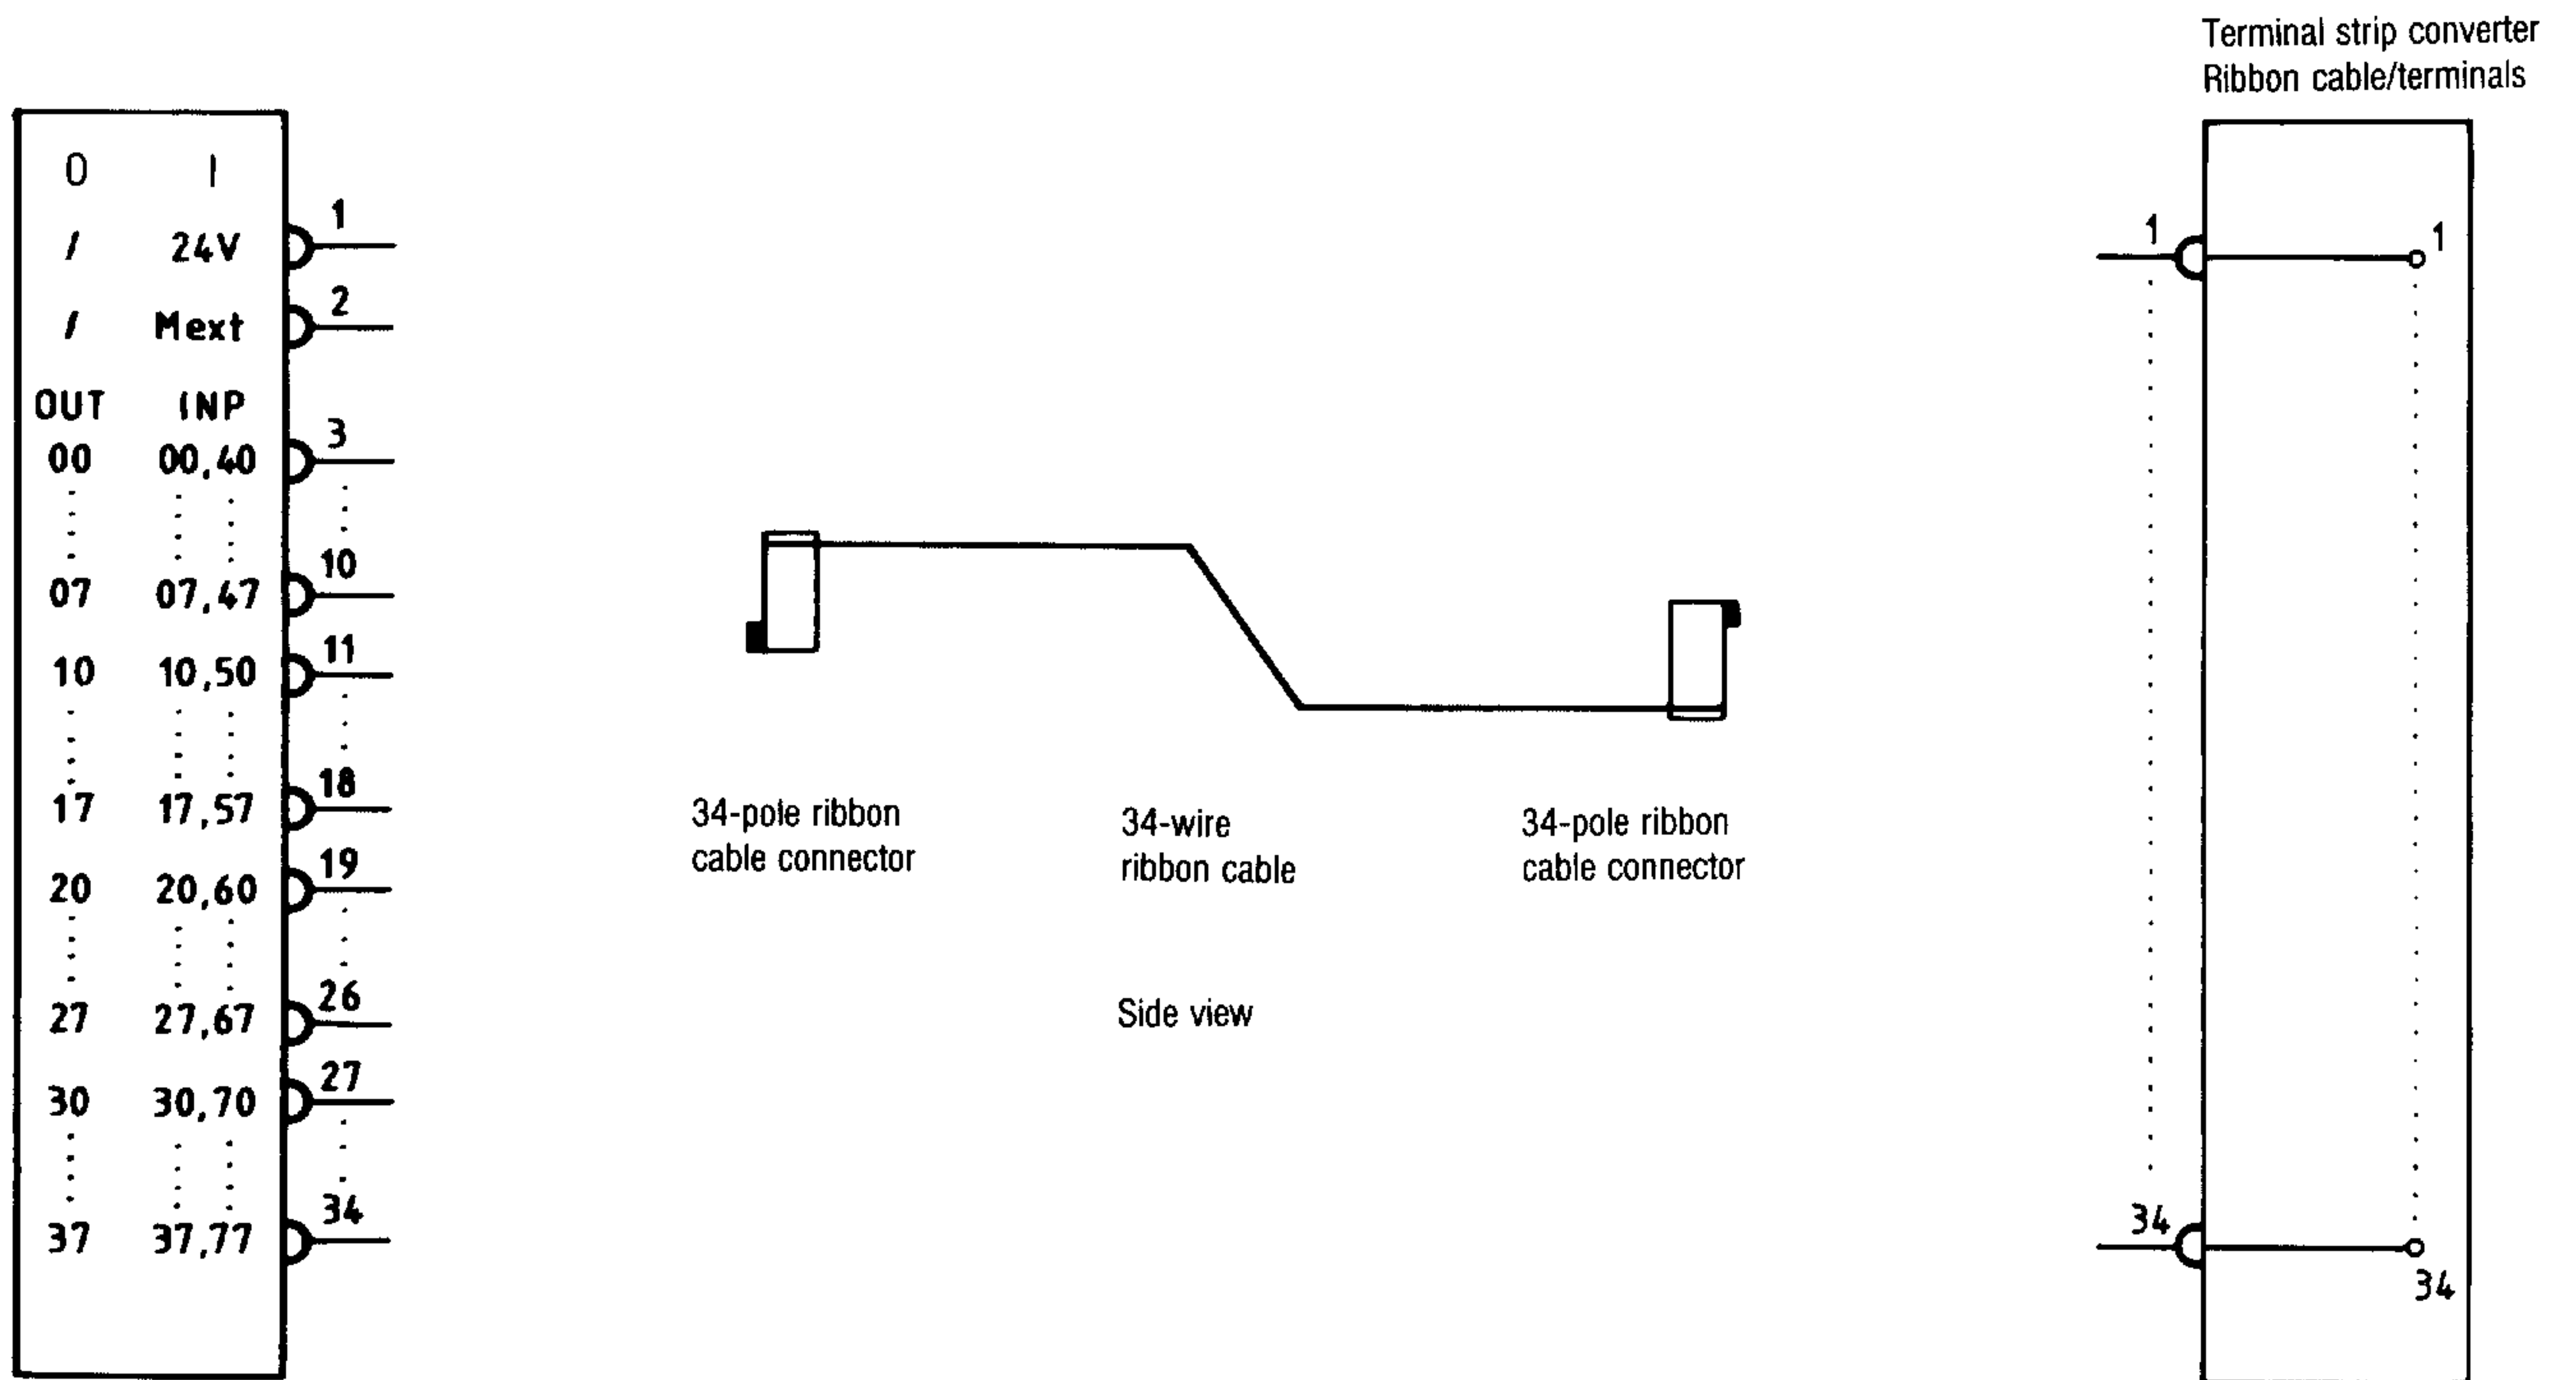 Terminal strip converter
Ribbon cable/terminals
O I
/ 24V 1
/ Mext 2
OUT INP
00 00,40 3
07 07,47 10
10 10,50 11
17 17,57 18
20 20,60 19
27 27,67 26
30 30,70 27
37 37,77 34
34-pole ribbon
cable connector
34-wire
ribbon cable
34-pole ribbon
cable connector
Side view
1 1
34 34